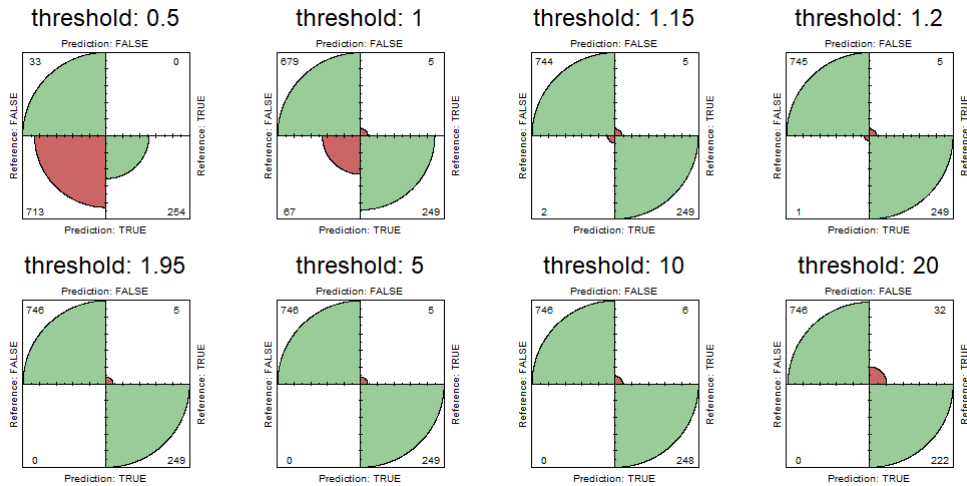 threshold: 0.5
Prediction: FALSE
33
0
Reference: FALSE
Reference: TRUE
713
254
Prediction: TRUE
threshold: 1
Prediction: FALSE
679
5
Reference: FALSE
Reference: TRUE
67
249
Prediction: TRUE
threshold: 1.15
Prediction: FALSE
744
5
Reference: FALSE
Reference: TRUE
2
249
Prediction: TRUE
threshold: 1.2
Prediction: FALSE
745
5
Reference: FALSE
Reference: TRUE
1
249
Prediction: TRUE
threshold: 1.95
Prediction: FALSE
746
5
Reference: FALSE
Reference: TRUE
0
249
Prediction: TRUE
threshold: 5
Prediction: FALSE
746
5
Reference: FALSE
Reference: TRUE
0
249
Prediction: TRUE
threshold: 10
Prediction: FALSE
746
6
Reference: FALSE
Reference: TRUE
0
248
Prediction: TRUE
threshold: 20
Prediction: FALSE
746
32
Reference: FALSE
Reference: TRUE
0
222
Prediction: TRUE